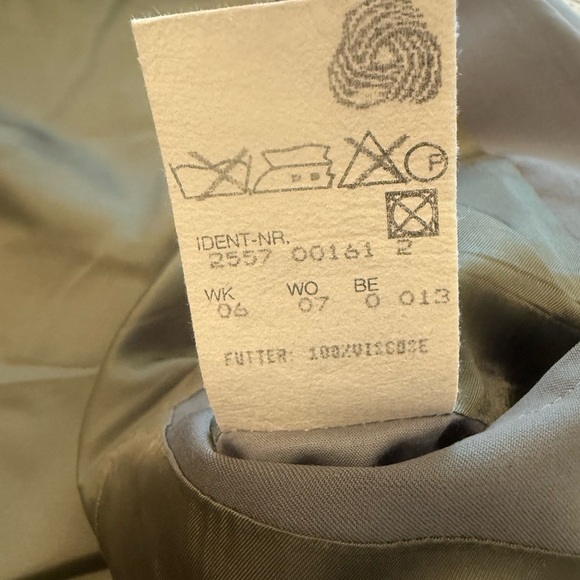 P
IDENT-NR.
2557 00161 2
WK WO BE
06 07 0 013
FUTTER: 100%VISCOSE